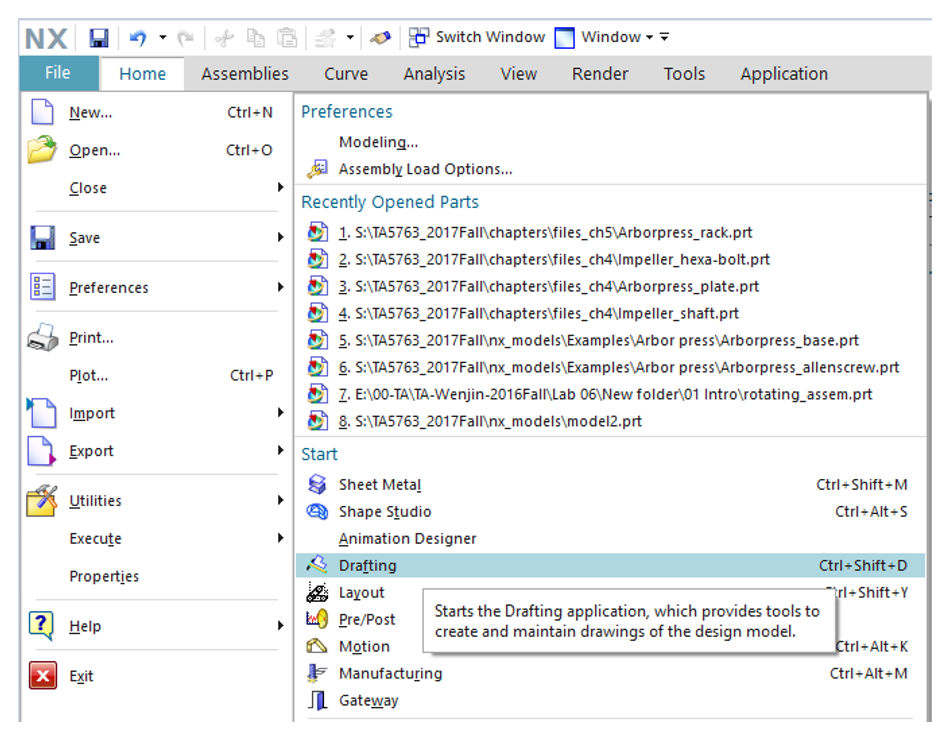 NX Switch Window Window
File Home Assemblies Curve Analysis View Render Tools Application
New... Ctrl+N
Open... Ctrl+O
Close
Save
Preferences
Print...
Plot... Ctrl+P
Import
Export
Utilities
Execute
Properties
Help
Exit
Preferences
Modeling...
Assembly Load Options...
Recently Opened Parts
1. S:\TA5763_2017Fall\chapters\files_ch5\Arborpress_rack.prt
2. S:\TA5763_2017Fall\chapters\files_ch4\Impeller_hexa-bolt.prt
3. S:\TA5763_2017Fall\chapters\files_ch4\Arborpress_plate.prt
4. S:\TA5763_2017Fall\chapters\files_ch4\Impeller_shaft.prt
5. S:\TA5763_2017Fall\nx_models\Examples\Arbor press\Arborpress_base.prt
6. S:\TA5763_2017Fall\nx_models\Examples\Arbor press\Arborpress_allenscrew.prt
7. E:\00-TA\TA-Wenjin-2016Fall\Lab 06\New folder\01 Intro\rotating_assem.prt
8. S:\TA5763_2017Fall\nx_models\model2.prt
Start
Sheet Metal Ctrl+Shift+M
Shape Studio Ctrl+Alt+S
Animation Designer
Drafting Ctrl+Shift+D
Layout trl+Shift+Y
Starts the Drafting application, which provides tools to
create and maintain drawings of the design model.
Pre/Post
Motion Ctrl+Alt+K
Manufacturing Ctrl+Alt+M
Gateway